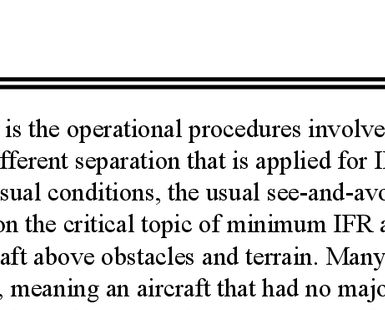 is the operational procedures involve
fferent separation that is applied for I
sual conditions, the usual see-and-avo
on the critical topic of minimum IFR a
aft above obstacles and terrain. Many
, meaning an aircraft that had no majo